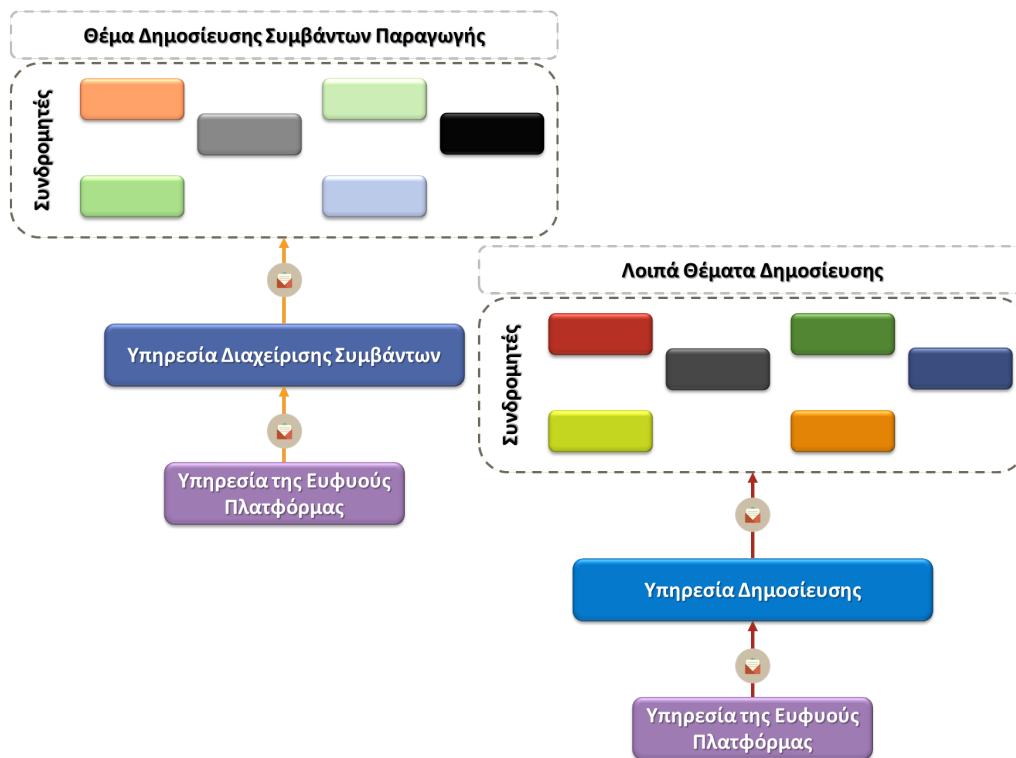 Θέμα Δημοσίευσης Συμβάντων Παραγωγής
Συνδρομητές
Υπηρεσία Διαχείρισης Συμβάντων
Υπηρεσία της Ευφυούς
Πλατφόρμας
Λοιπά Θέματα Δημοσίευσης
Συνδρομητές
Υπηρεσία Δημοσίευσης
Υπηρεσία της Ευφυούς
Πλατφόρμας